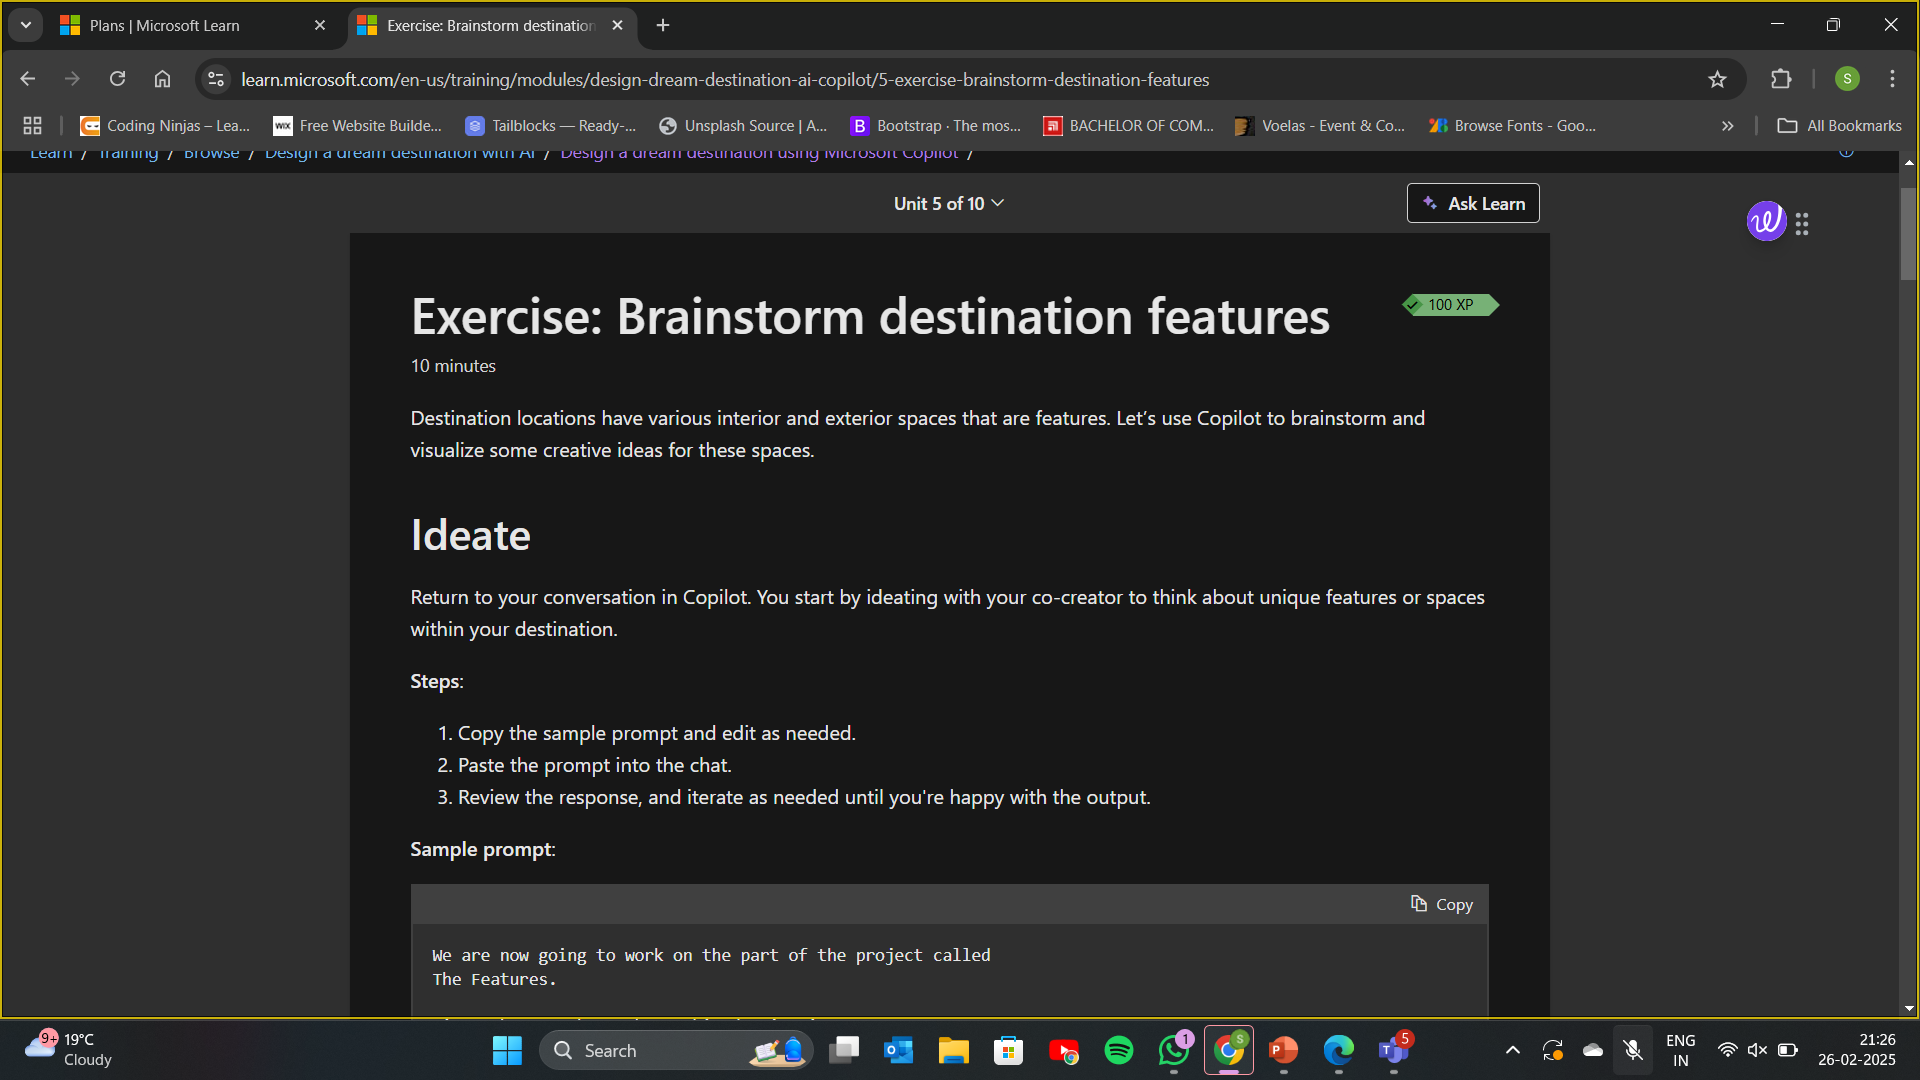 Plans | Microsoft Learn
Exercise: Brainstorm destination
learn.microsoft.com/en-us/training/modules/design-dream-destination-ai-copilot/5-exercise-brainstorm-destination-features
S
Coding Ninjas – Lea...
WIX Free Website Builde...
Tailblocks — Ready-...
Unsplash Source | A...
B Bootstrap · The mos...
BACHELOR OF COM...
Voelas - Event & Co...
Browse Fonts - Goo...
All Bookmarks
Learn / Training / Browse / Design a dream destination with AI / Design a dream destination using Microsoft Copilot /
Unit 5 of 10
Ask Learn
Exercise: Brainstorm destination features
100 XP
10 minutes
Destination locations have various interior and exterior spaces that are features. Let’s use Copilot to brainstorm and
visualize some creative ideas for these spaces.
Ideate
Return to your conversation in Copilot. You start by ideating with your co-creator to think about unique features or spaces
within your destination.
Steps:
1. Copy the sample prompt and edit as needed.
2. Paste the prompt into the chat.
3. Review the response, and iterate as needed until you're happy with the output.
Sample prompt:
Copy
We are now going to work on the part of the project called
The Features.
9+
19°C
Cloudy
Search
1
S
5
ENG
IN
21:26
26-02-2025